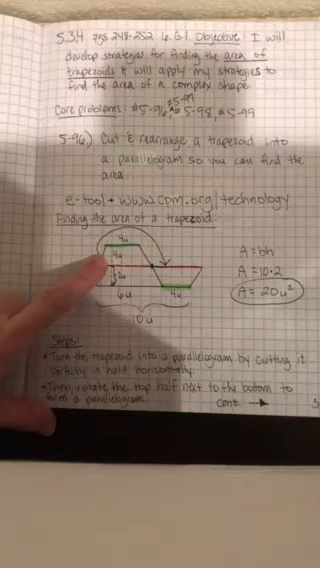 5.3.4 pgs. 248-252 6.G.1 Objective: I will
develop strategies for finding the area of
trapezoids & will apply my strategies to
find the area of a complex shape.
Core problems: #5-96, #5-98, #5-99
5-96.) Cut & rearrange a trapezoid into
a parallelogram so you can find the
area.
e-tool → www.cpm.org/technology
Finding the area of a trapezoid:
4u
A = bh
A = 10·2
A = 20u²
2u
6u
4u
10u
Steps:
• Turn the trapezoid into a parallelogram by cutting it
in half horizontally.
• Then, rotate the top half next to the bottom to
form a parallelogram.
cont. →